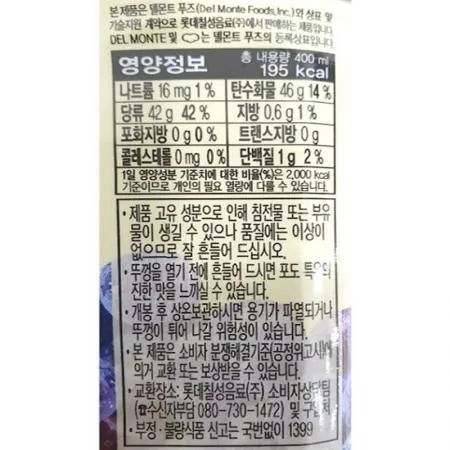 본 제품은 델몬트 푸즈(Del Monte Foods, Inc.)와 상표 및
기술지원 계약으로 롯데칠성음료(주)에서 판매하는 제품입니다.
DEL MONTE 및 는 델몬트 푸즈의 등록상표입니다.
영양정보 총 내용량 400 ml
195 kcal
나트륨 16 mg 1% 탄수화물 46 g 14%
당류 42 g 42% 지방 0.6 g 1%
포화지방 0 g 0% 트랜스지방 0 g
콜레스테롤 0 mg 0% 단백질 1 g 2%
1일 영양성분 기준치에 대한 비율(%)은 2,000 kcal
기준이므로 개인의 필요 열량에 따라 다를 수 있습니다.
• 제품 고유 성분으로 인해 침전물 또는 부유
물이 생길 수 있으나 품질에는 이상이
없으므로 잘 흔들어 드십시오.
• 뚜껑을 열기 전에 흔들어 드시면 포도 특유의
진한 맛을 느끼실 수 있습니다.
• 개봉 후 상온보관하시면 용기가 파열되거나
뚜껑이 튀어 나갈 위험성이 있습니다.
• 본 제품은 소비자 분쟁해결기준(공정위고시)에
의거 교환 또는 보상받을 수 있습니다.
• 교환장소: 롯데칠성음료(주) 소비자상담팀
(☎수신자부담 080-730-1472) 및 구입처
• 부정·불량식품 신고는 국번없이 1399